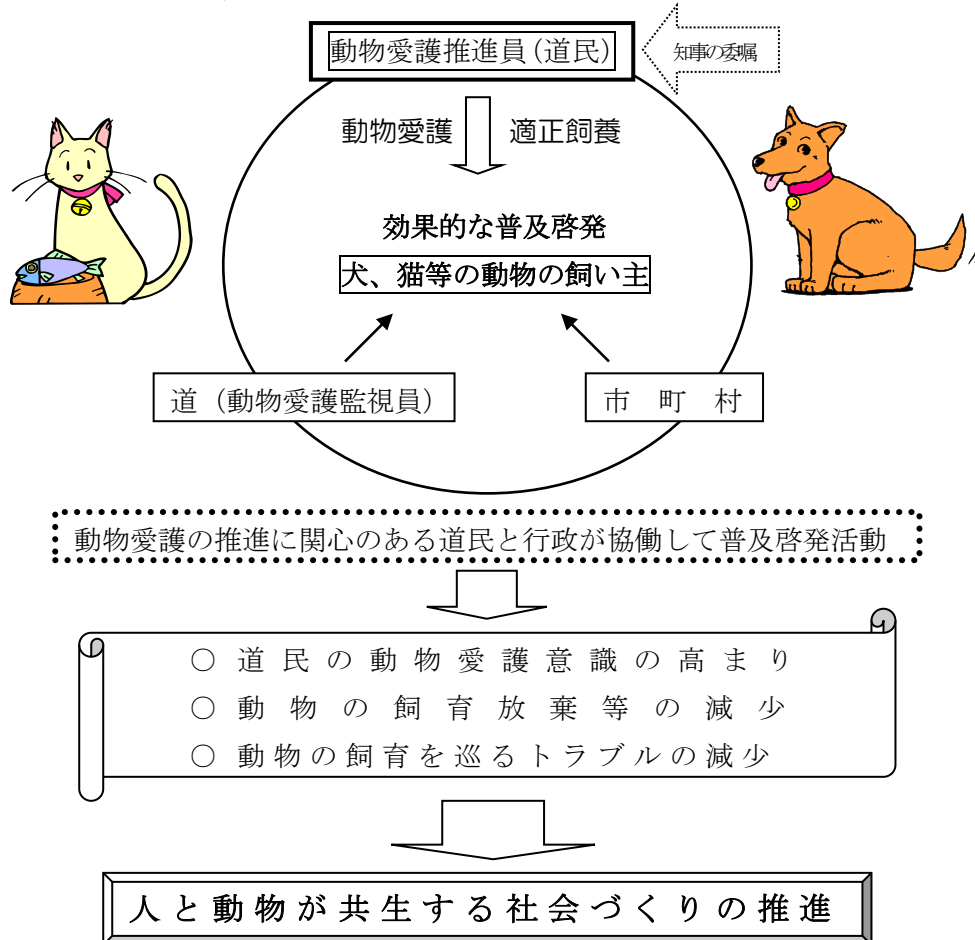 動物愛護推進員（道民）
知事の委嘱
動物愛護 適正飼養
効果的な普及啓発
犬、猫等の動物の飼い主
道（動物愛護監視員）
市町村
動物愛護の推進に関心のある道民と行政が協働して普及啓発活動
○道民の動物愛護意識の高まり
○動物の飼育放棄等の減少
○動物の飼育を巡るトラブルの減少
人と動物が共生する社会づくりの推進